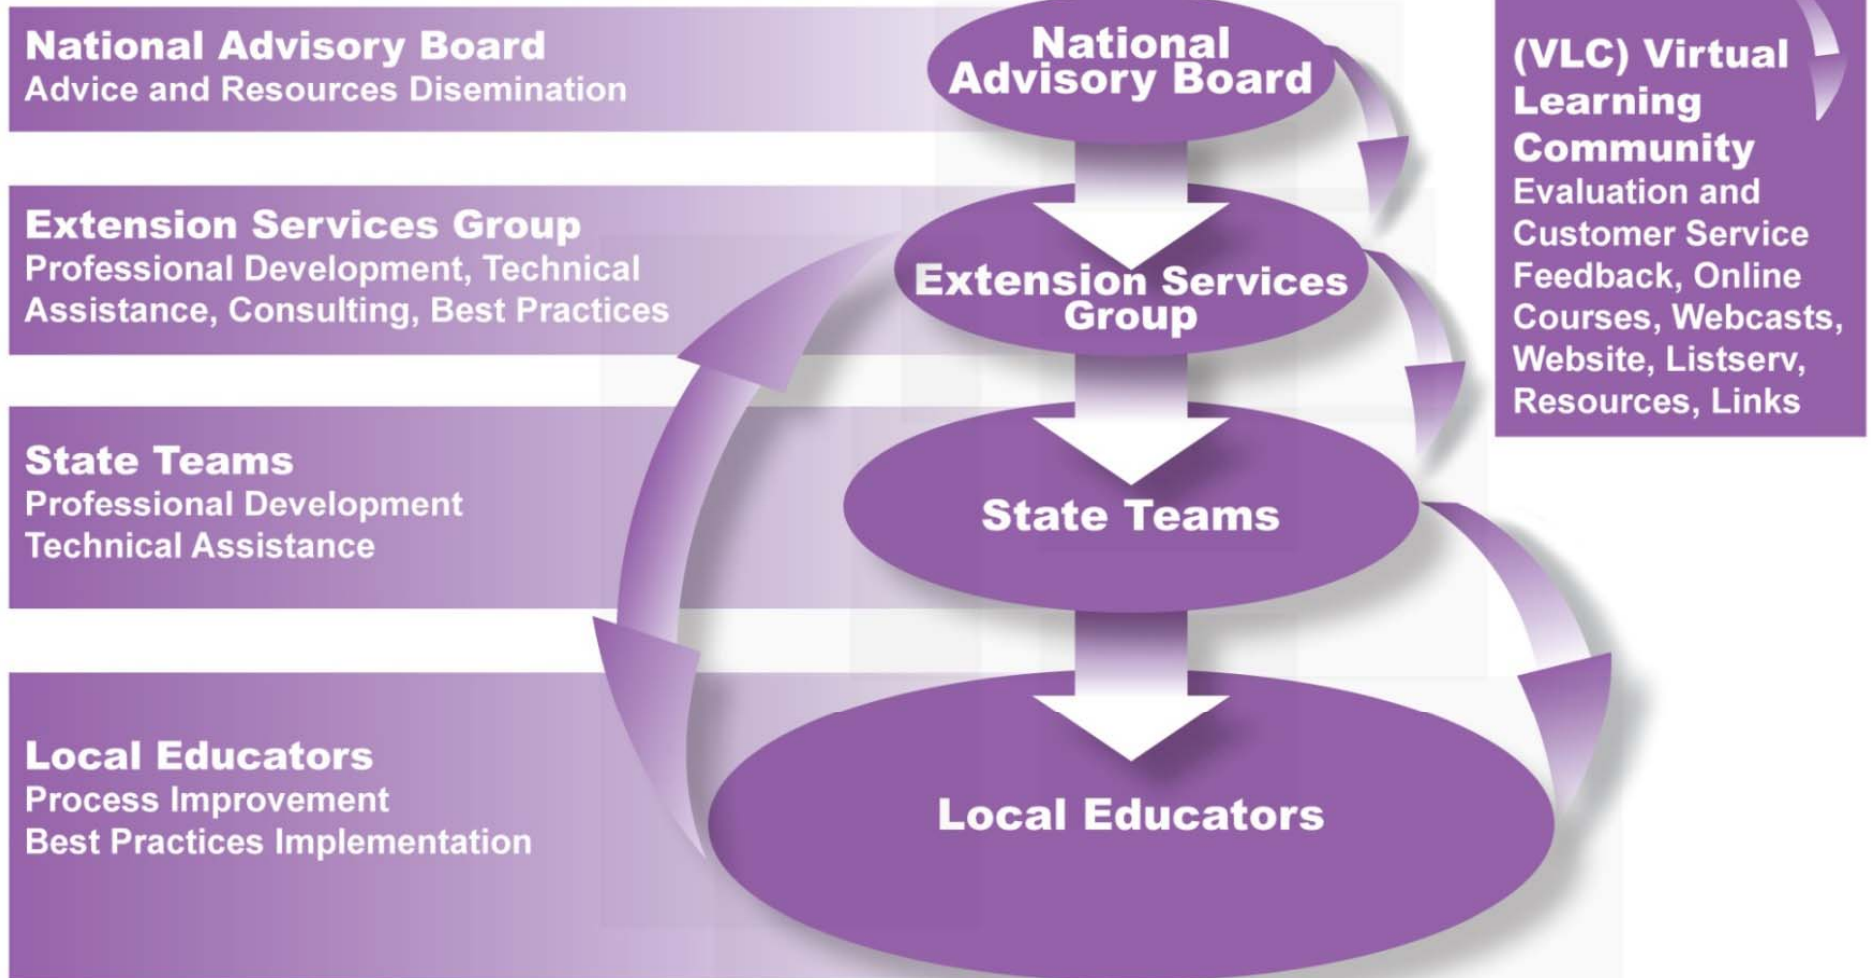 National Advisory Board
Advice and Resources Disemination
National
Advisory Board
(VLC) Virtual
Learning
Community
Evaluation and
Customer Service
Feedback, Online
Courses, Webcasts,
Website, Listserv,
Resources, Links
Extension Services Group
Professional Development, Technical
Assistance, Consulting, Best Practices
Extension Services
Group
State Teams
Professional Development
Technical Assistance
State Teams
Local Educators
Process Improvement
Best Practices Implementation
Local Educators